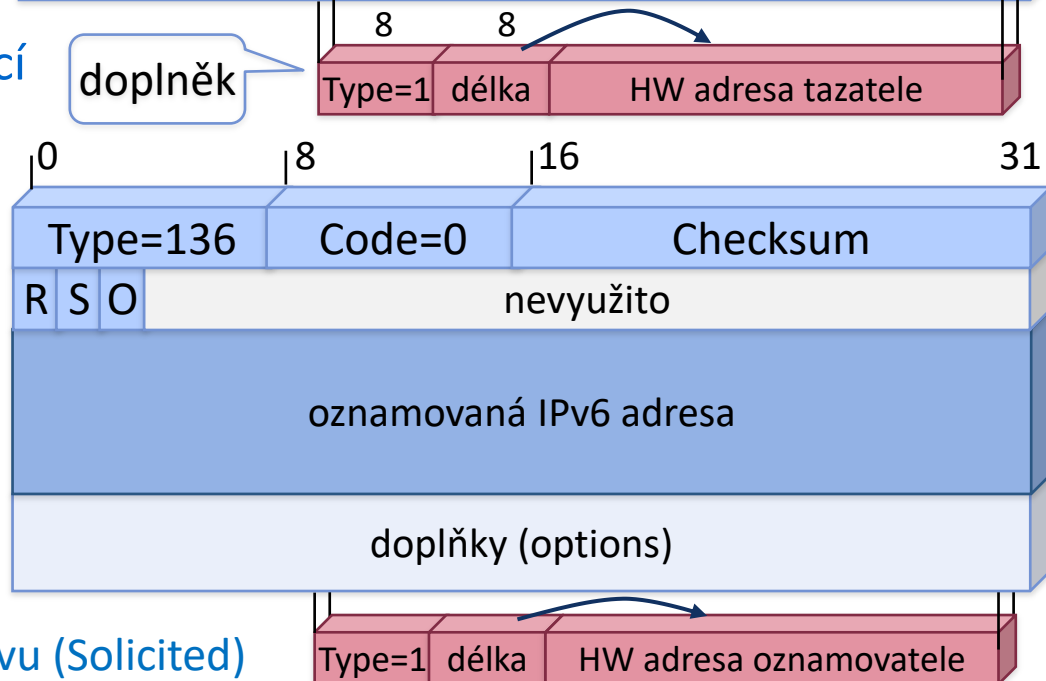 8 8
cí
doplněk
Type=1 délka HW adresa tazatele
0 8 16 31
Type=136 Code=0 Checksum
R S O nevyužito
oznamovaná IPv6 adresa
doplňky (options)
vu (Solicited)
Type=1 délka HW adresa oznamovatele